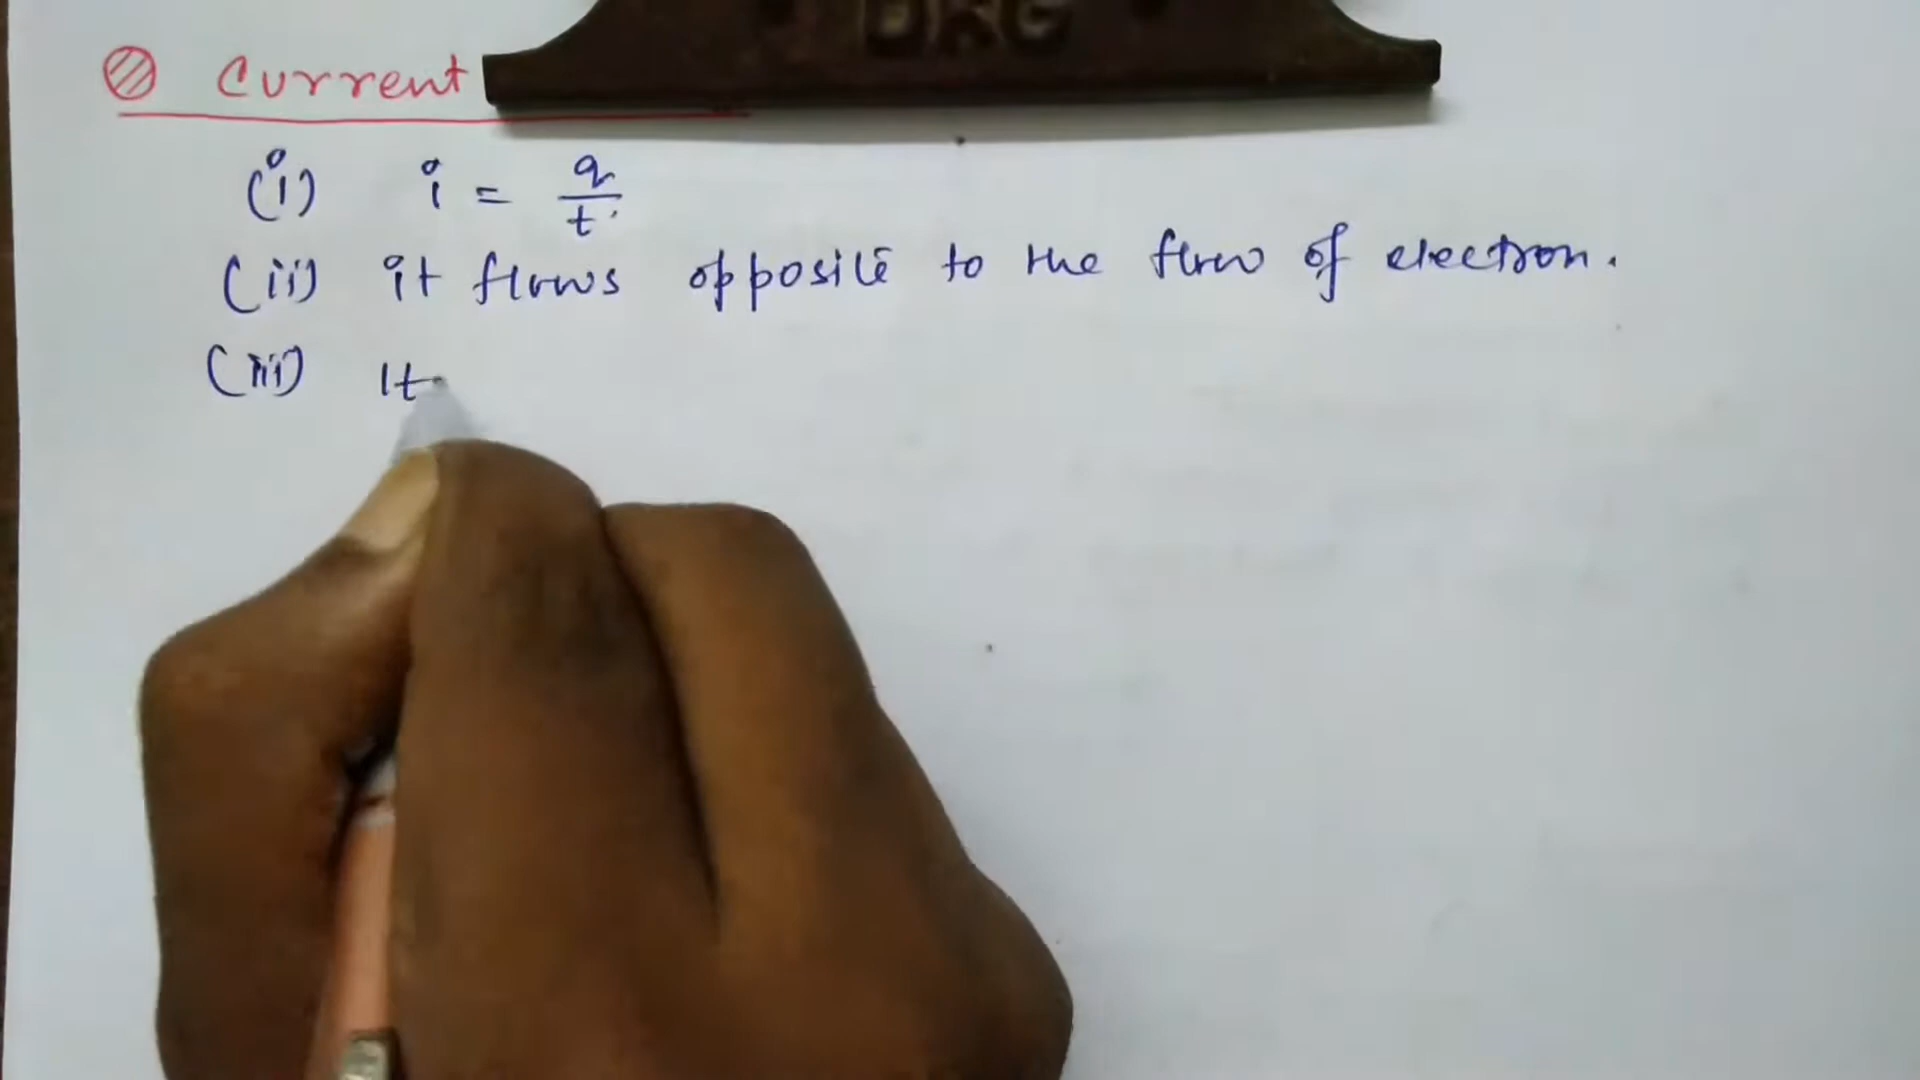 Current
(i) i = q/t
(ii) it flows opposite to the flow of electron.
(iii) It